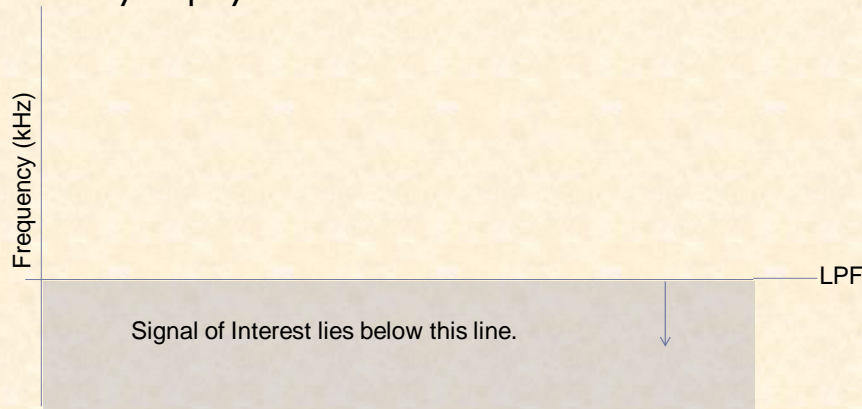 Frequency (kHz)
LPF
Signal of Interest lies below this line.